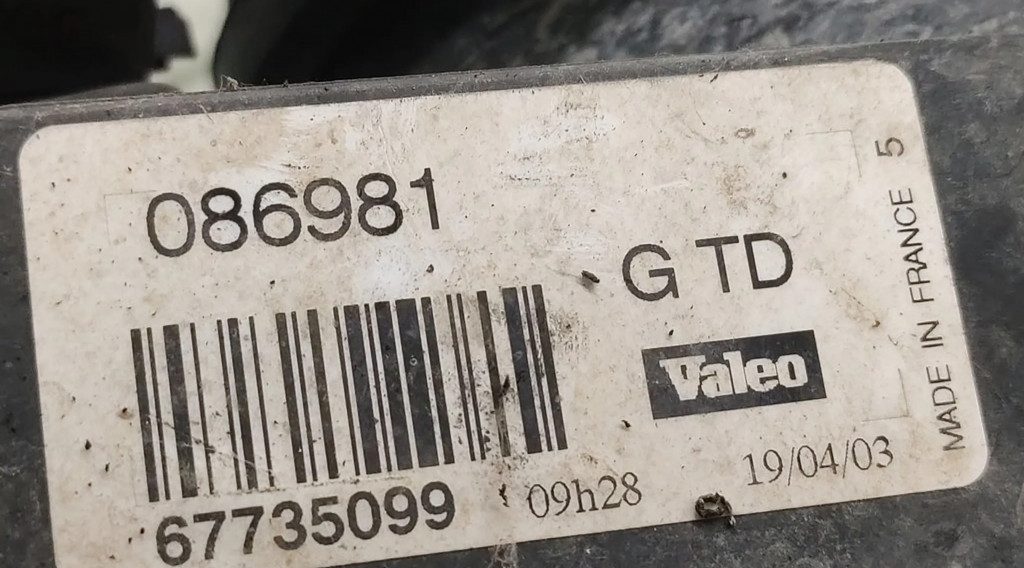 086981
G TD
Valeo
67735099
09h28
19/04/03
MADE IN FRANCE 5